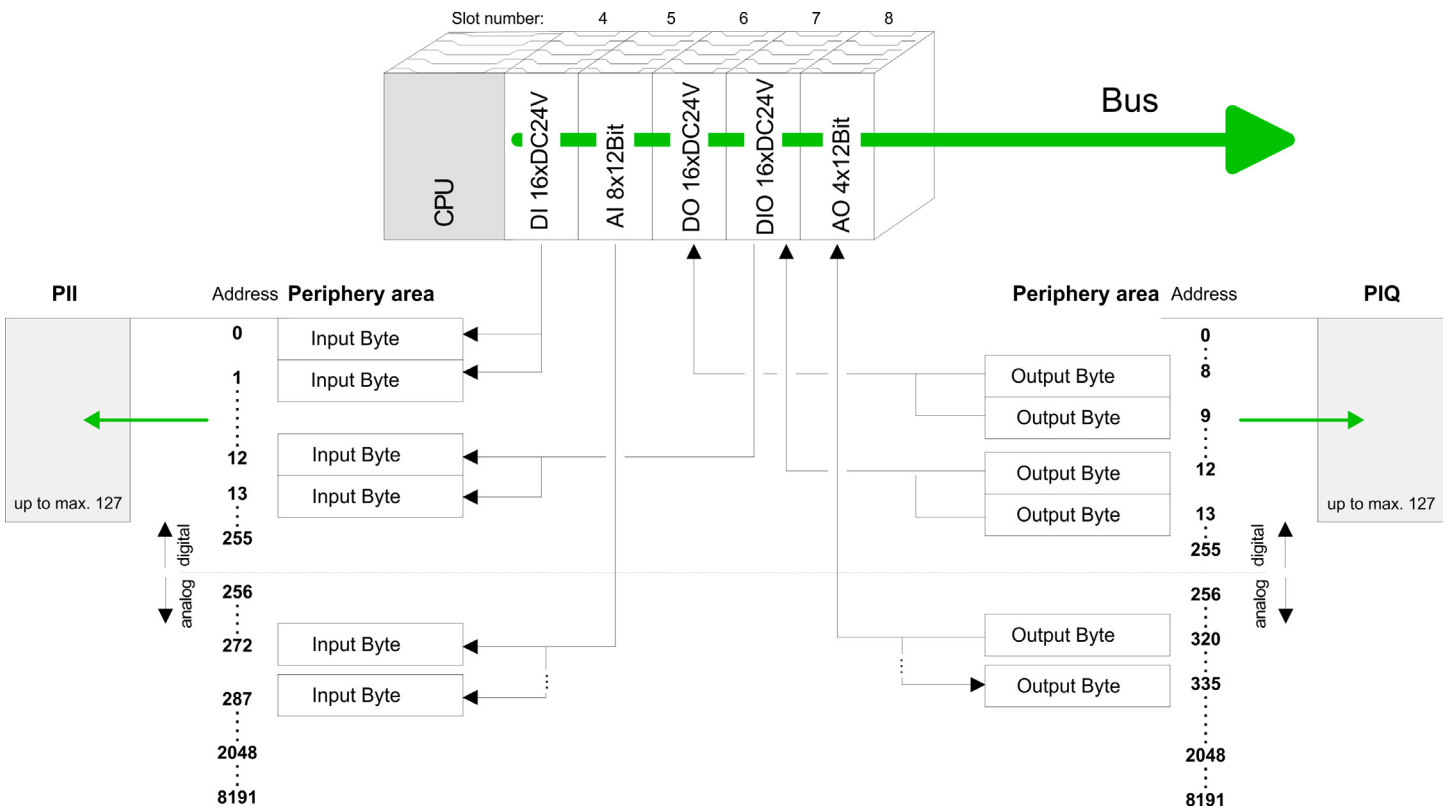 Slot number: 4 5 6 7 8
CPU
DI 16xDC24V
AI 8x12Bit
DO 16xDC24V
DIO 16xDC24V
AO 4x12Bit
Bus
PII
Address Periphery area
0 Input Byte
1 Input Byte
12 Input Byte
13 Input Byte
255
up to max. 127
digital
analog
256
272 Input Byte
287 Input Byte
2048
8191
Periphery area Address
PIQ
0
Output Byte 8
Output Byte 9
Output Byte 12
Output Byte 13
255
up to max. 127
digital
analog
256
Output Byte 320
Output Byte 335
2048
8191